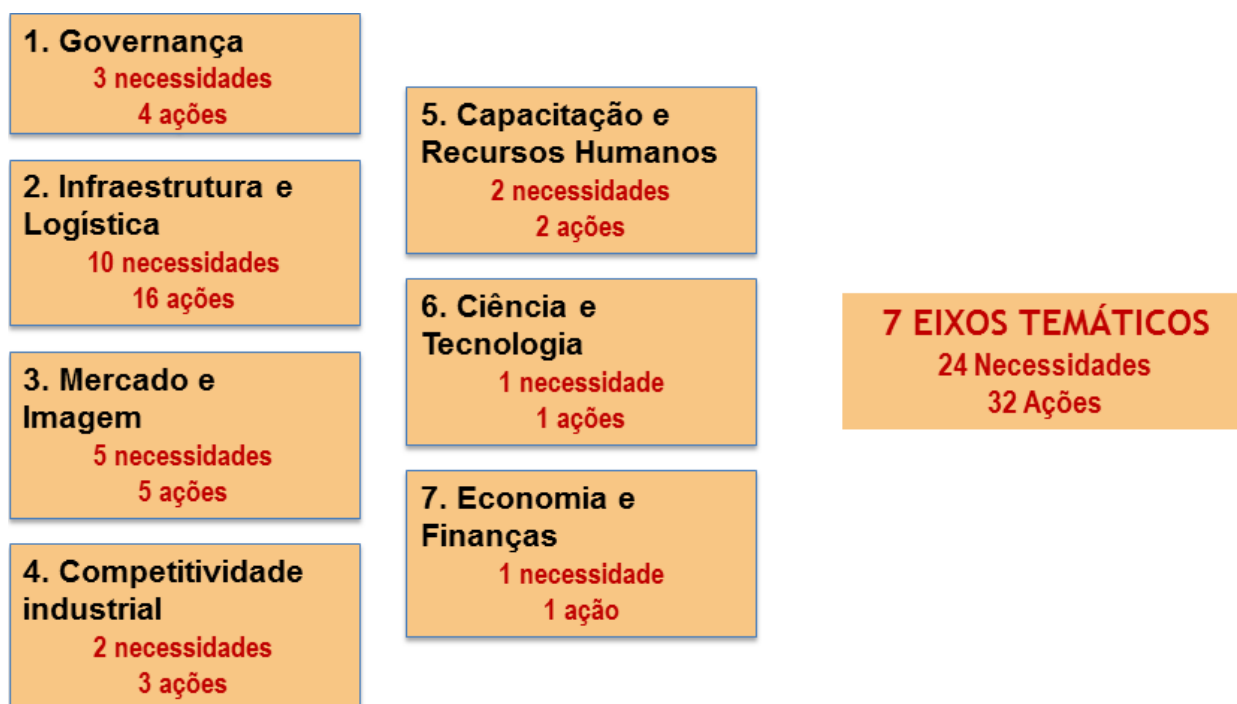 1. Governança
3 necessidades
4 ações
2. Infraestrutura e
Logística
10 necessidades
16 ações
3. Mercado e
Imagem
5 necessidades
5 ações
4. Competitividade
industrial
2 necessidades
3 ações
5. Capacitação e
Recursos Humanos
2 necessidades
2 ações
6. Ciência e
Tecnologia
1 necessidade
1 ações
7. Economia e
Finanças
1 necessidade
1 ação
7 EIXOS TEMÁTICOS
24 Necessidades
32 Ações